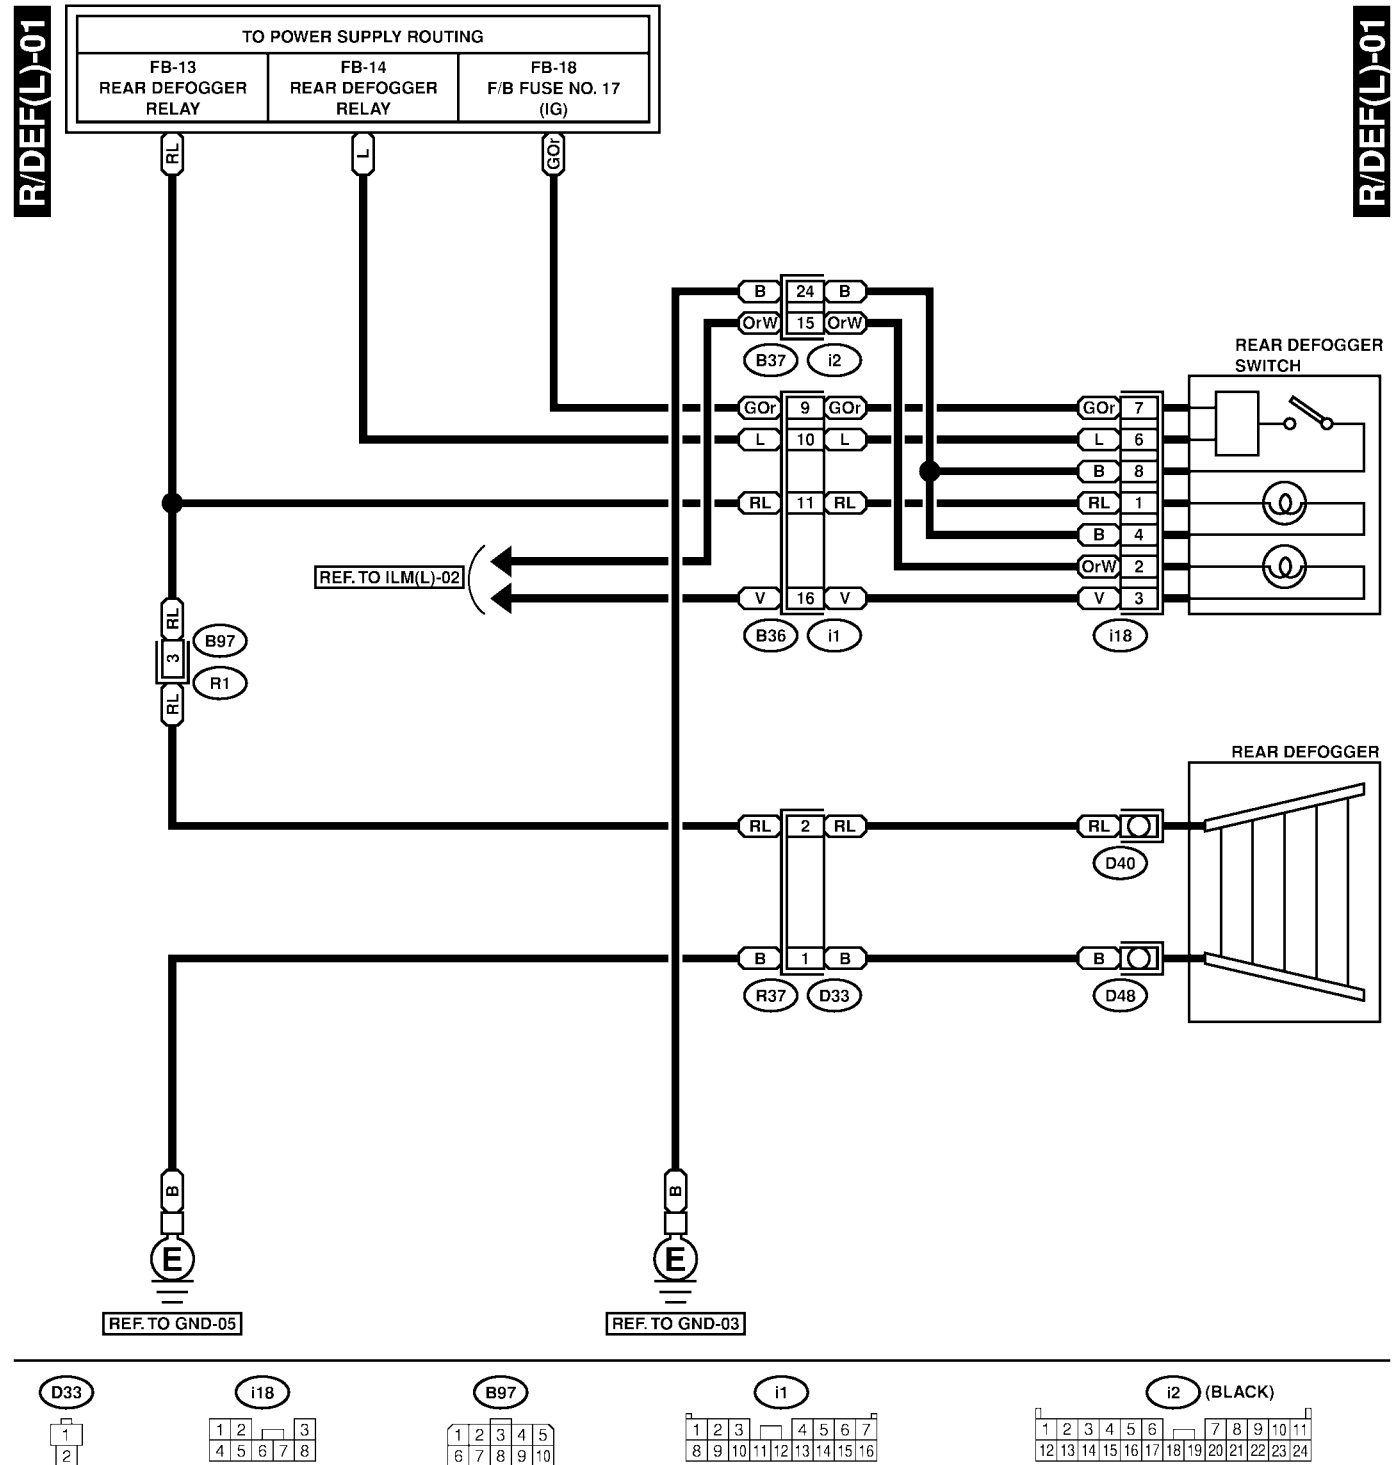 R/DEF(L)-01
R/DEF(L)-01
TO POWER SUPPLY ROUTING
FB-13
REAR DEFOGGER
RELAY
FB-14
REAR DEFOGGER
RELAY
FB-18
F/B FUSE NO. 17
(IG)
RL
L
GOr
B 24 B
OrW 15 OrW
B37 i2
REAR DEFOGGER
SWITCH
GOr 9 GOr GOr 7
L 10 L L 6
B 8
RL 11 RL RL 1
B 4
OrW 2
REF. TO ILM(L)-02
V 16 V V 3
B36 i1 i18
RL
3
B97
R1
RL
REAR DEFOGGER
RL 2 RL RL
D40
B 1 B B
R37 D33 D48
B
E
REF. TO GND-05
B
E
REF. TO GND-03
D33
1
2
i18
1 2 3
4 5 6 7 8
B97
1 2 3 4 5
6 7 8 9 10
i1
1 2 3 4 5 6 7
8 9 10 11 12 13 14 15 16
i2 (BLACK)
1 2 3 4 5 6 7 8 9 10 11
12 13 14 15 16 17 18 19 20 21 22 23 24